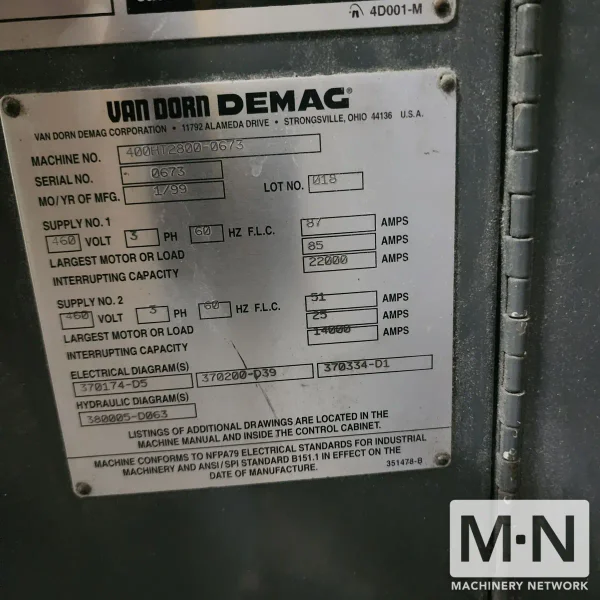 4D001-M
VAN DORN DEMAG
VAN DORN DEMAG CORPORATION • 11792 ALAMEDA DRIVE • STRONGSVILLE, OHIO 44136 U.S.A.
MACHINE NO. 400HT2800-0673
SERIAL NO. 0673
MO/YR OF MFG. 1/99 LOT NO. 018
SUPPLY NO. 1
460 VOLT 3 PH 60 HZ F.L.C. 87 AMPS
LARGEST MOTOR OR LOAD 85 AMPS
INTERRUPTING CAPACITY 22000 AMPS
SUPPLY NO. 2
460 VOLT 3 PH 60 HZ F.L.C. 51 AMPS
LARGEST MOTOR OR LOAD 25 AMPS
INTERRUPTING CAPACITY 14000 AMPS
ELECTRICAL DIAGRAM(S)
370174-D5 370200-D39 370334-D1
HYDRAULIC DIAGRAM(S)
380005-D063
LISTINGS OF ADDITIONAL DRAWINGS ARE LOCATED IN THE
MACHINE MANUAL AND INSIDE THE CONTROL CABINET.
MACHINE CONFORMS TO NFPA79 ELECTRICAL STANDARDS FOR INDUSTRIAL
MACHINERY AND ANSI/SPI STANDARD B151.1 IN EFFECT ON THE
DATE OF MANUFACTURE. 351478-B
M·N
MACHINERY NETWORK